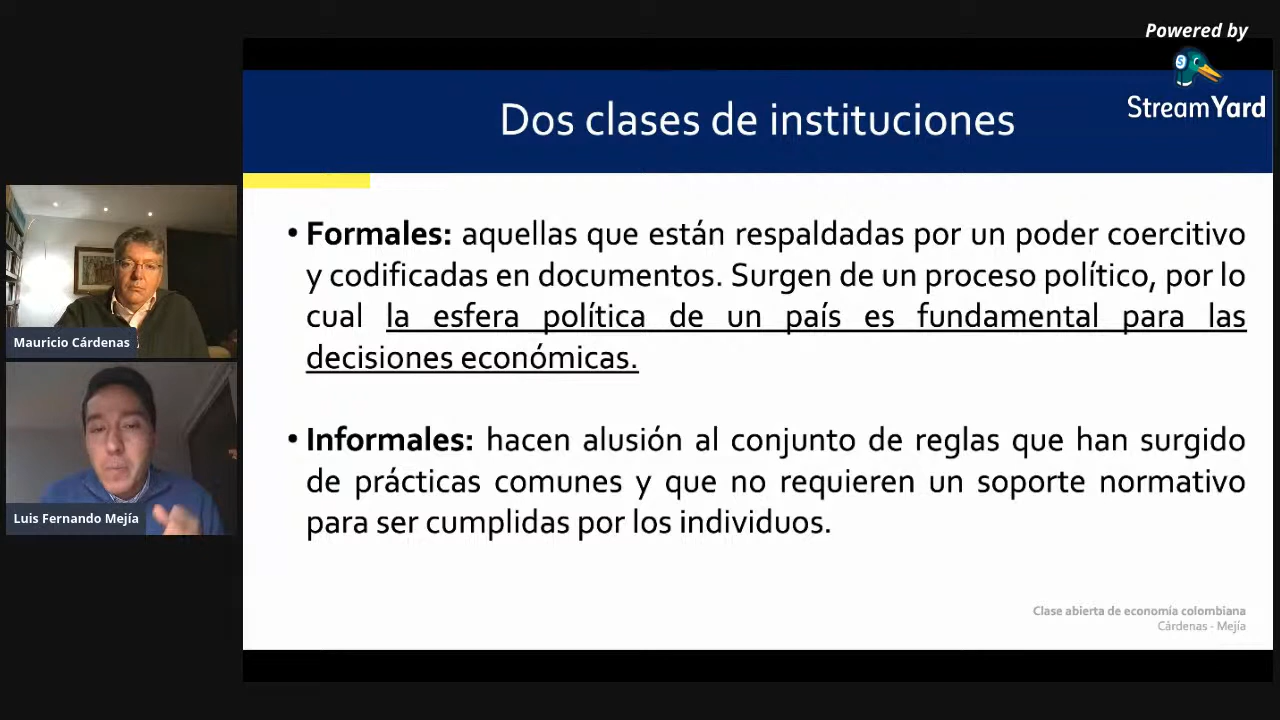 Powered by
StreamYard
Dos clases de instituciones
• Formales: aquellas que están respaldadas por un poder coercitivo
y codificadas en documentos. Surgen de un proceso político, por lo
cual la esfera política de un país es fundamental para las
decisiones económicas.
• Informales: hacen alusión al conjunto de reglas que han surgido
de prácticas comunes y que no requieren un soporte normativo
para ser cumplidas por los individuos.
Mauricio Cárdenas
Luis Fernando Mejía
Clase abierta de economía colombiana
Cárdenas - Mejía